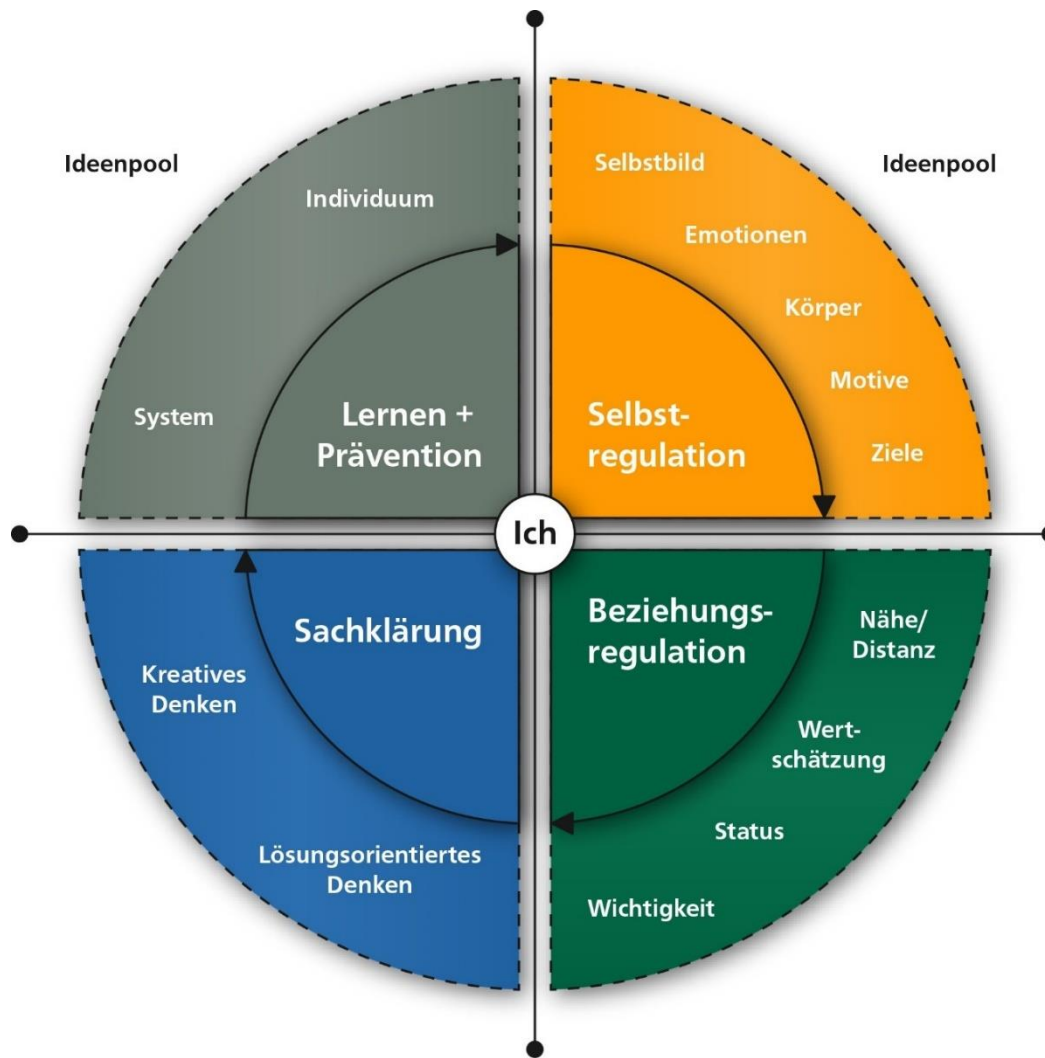 Ideenpool
Ideenpool
Individuum
System
Lernen +
Prävention
Selbstbild
Emotionen
Körper
Motive
Ziele
Selbst-
regulation
Ich
Sachklärung
Kreatives
Denken
Lösungsorientiertes
Denken
Beziehungs-
regulation
Nähe/
Distanz
Wert-
schätzung
Status
Wichtigkeit